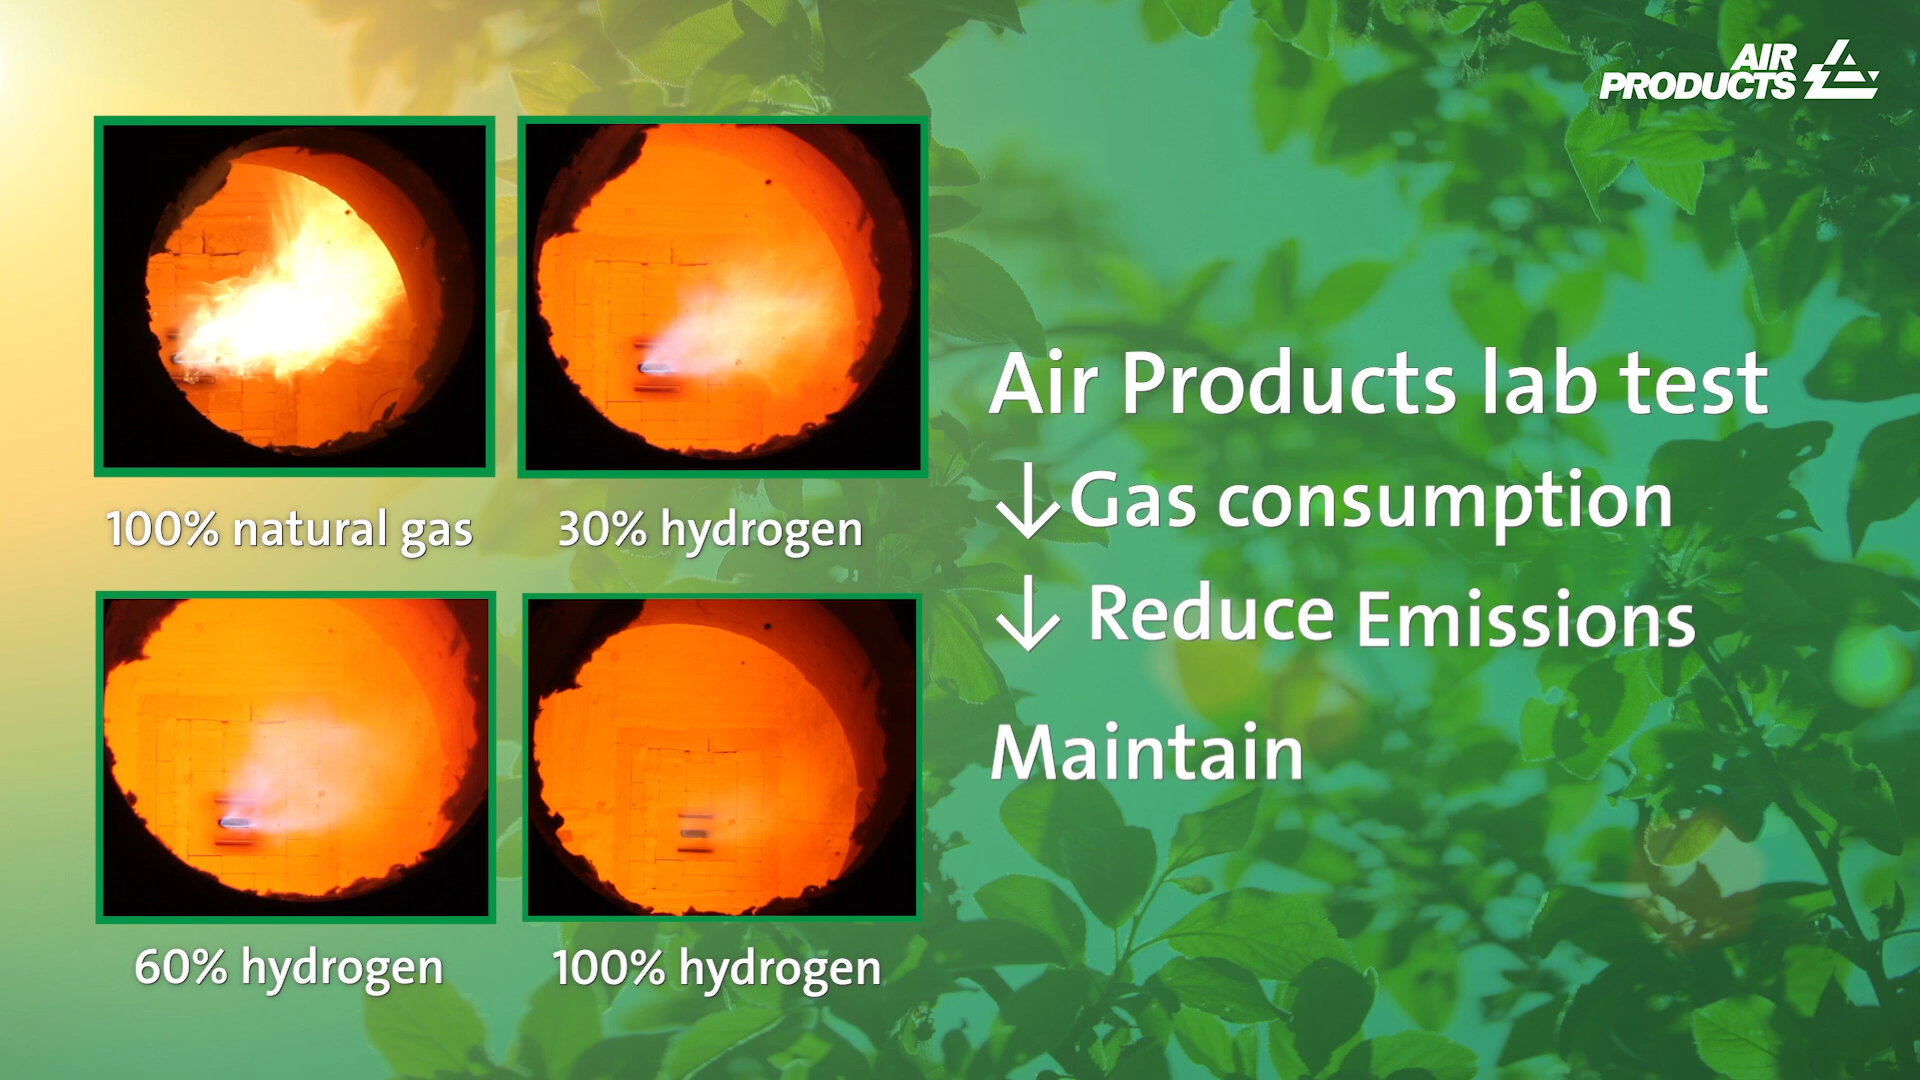 AIR
PRODUCTS
100% natural gas
30% hydrogen
60% hydrogen
100% hydrogen
Air Products lab test
↓Gas consumption
↓ Reduce Emissions
Maintain